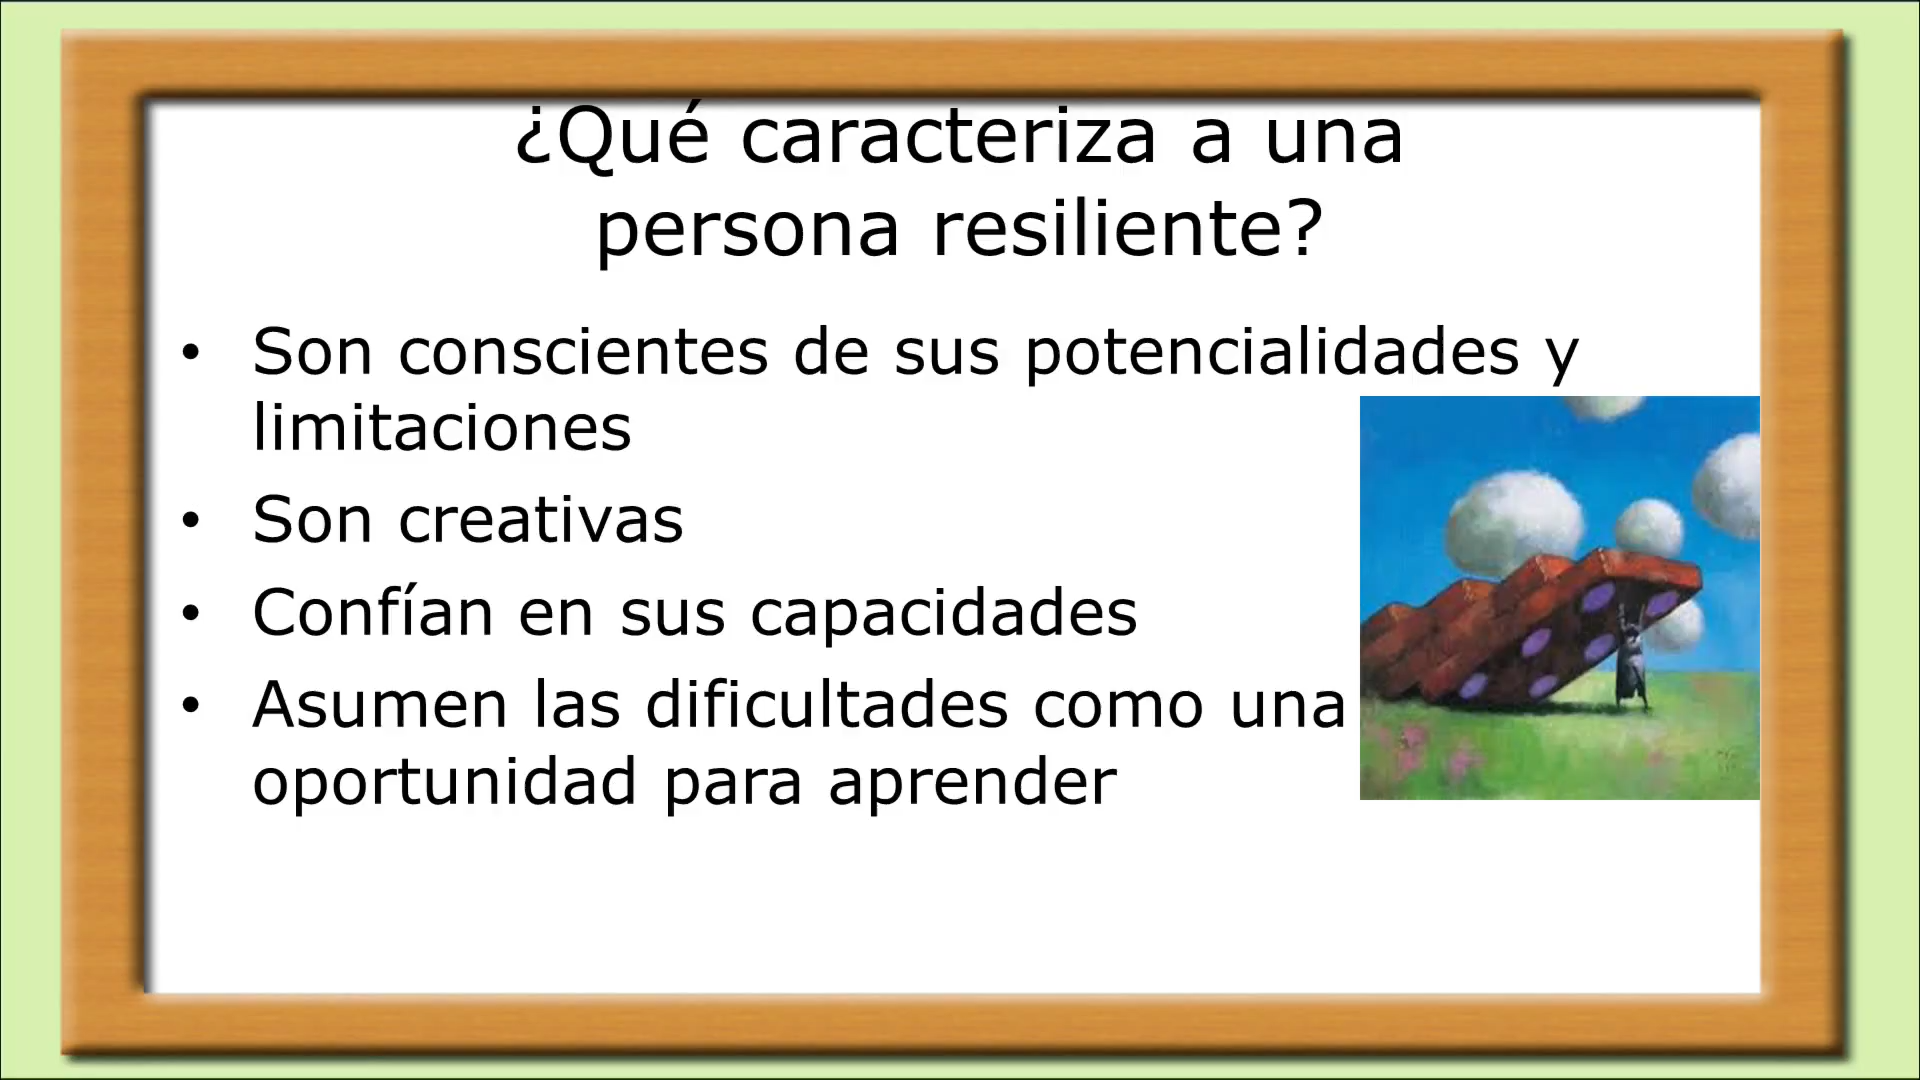 ¿Qué caracteriza a una
persona resiliente?
• Son conscientes de sus potencialidades y
limitaciones
• Son creativas
• Confían en sus capacidades
• Asumen las dificultades como una
oportunidad para aprender